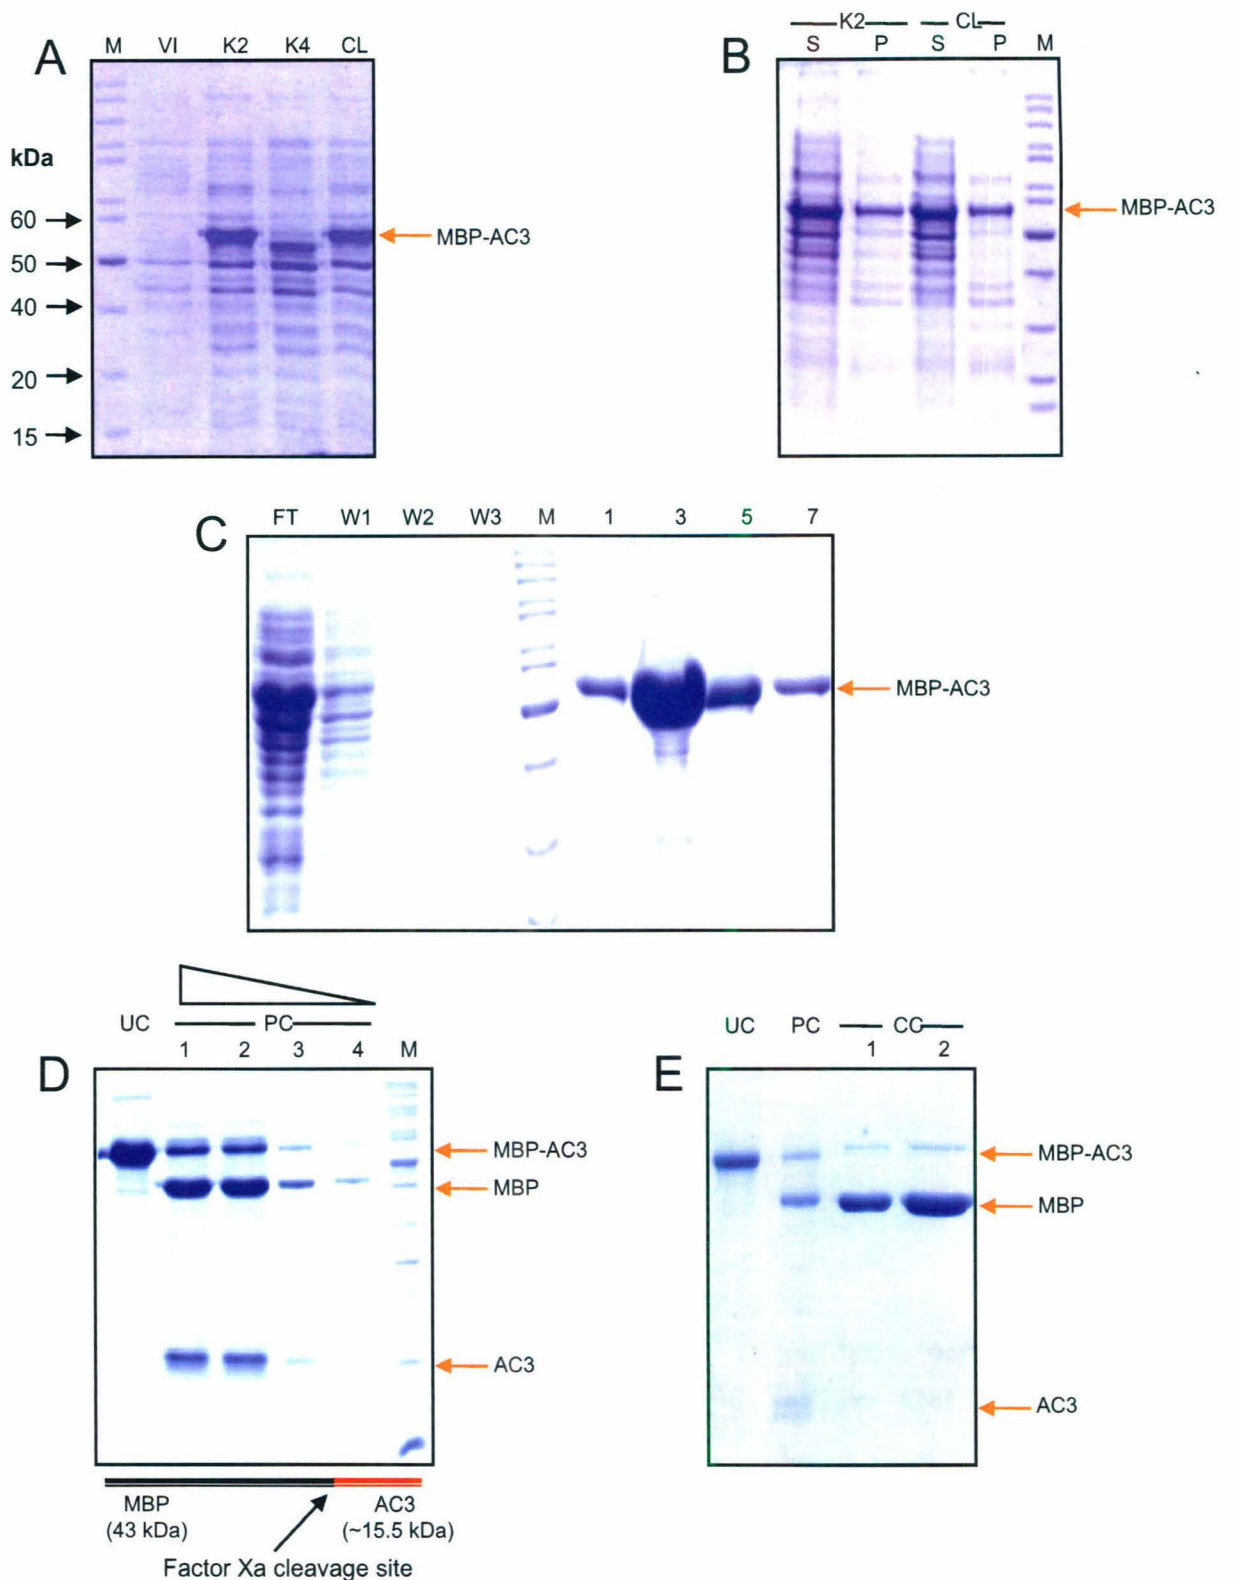 A
M VI K2 K4 CL
kDa
60
50
40
20
15
MBP-AC3
B
K2 CL
S P S P M
MBP-AC3
C
FT W1 W2 W3 M 1 3 5 7
MBP-AC3
D
UC PC
1 2 3 4 M
MBP-AC3
MBP
AC3
MBP AC3
(43 kDa) (~15.5 kDa)
Factor Xa cleavage site
E
UC PC CC
1 2
MBP-AC3
MBP
AC3